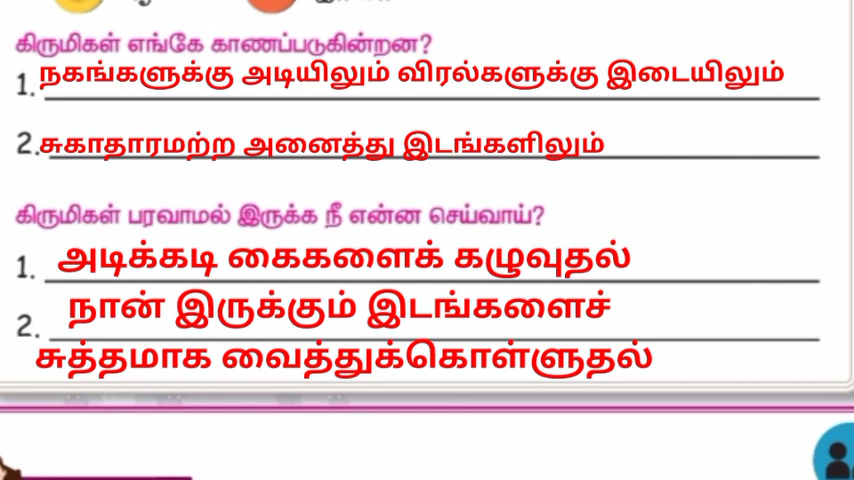 கிருமிகள் எங்கே காணப்படுகின்றன?
1. நகங்களுக்கு அடியிலும் விரல்களுக்கு இடையிலும்
2. சுகாதாரமற்ற அனைத்து இடங்களிலும்
கிருமிகள் பரவாமல் இருக்க நீ என்ன செய்வாய்?
1. அடிக்கடி கைகளைக் கழுவுதல்
2. நான் இருக்கும் இடங்களைச்
சுத்தமாக வைத்துக்கொள்ளுதல்